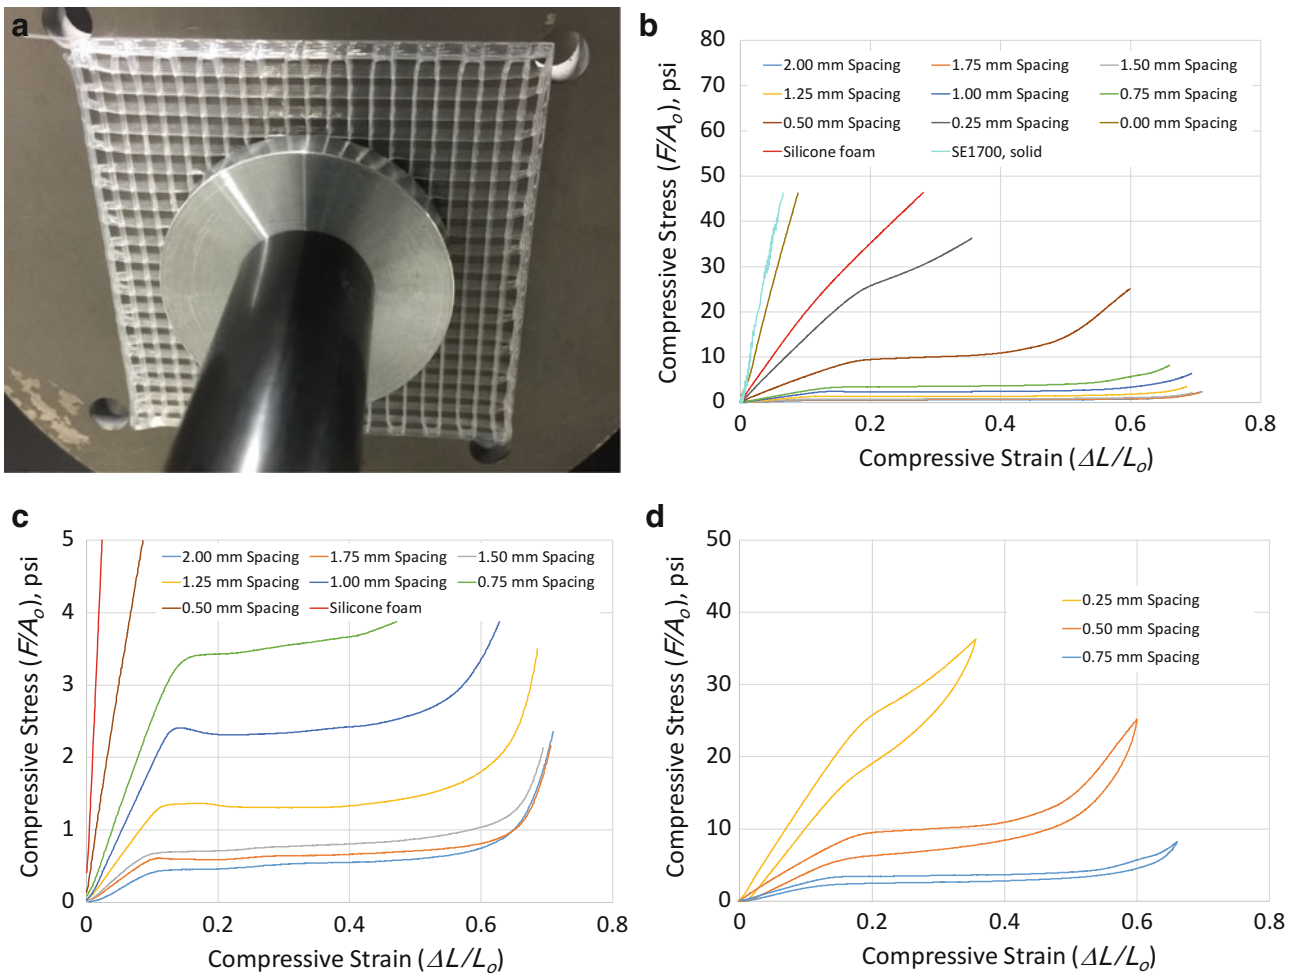 a
b
Compressive Stress (F/Ao), psi
80
70
60
50
40
30
20
10
0
2.00 mm Spacing 1.75 mm Spacing 1.50 mm Spacing
1.25 mm Spacing 1.00 mm Spacing 0.75 mm Spacing
0.50 mm Spacing 0.25 mm Spacing 0.00 mm Spacing
Silicone foam SE1700, solid
0 0.2 0.4 0.6 0.8
Compressive Strain (ΔL/Lo)
c
Compressive Stress (F/Ao), psi
5
4
3
2
1
0
2.00 mm Spacing 1.75 mm Spacing 1.50 mm Spacing
1.25 mm Spacing 1.00 mm Spacing 0.75 mm Spacing
0.50 mm Spacing Silicone foam
0 0.2 0.4 0.6 0.8
Compressive Strain (ΔL/Lo)
d
Compressive Stress (F/Ao), psi
50
40
30
20
10
0
0.25 mm Spacing
0.50 mm Spacing
0.75 mm Spacing
0 0.2 0.4 0.6 0.8
Compressive Strain (ΔL/Lo)